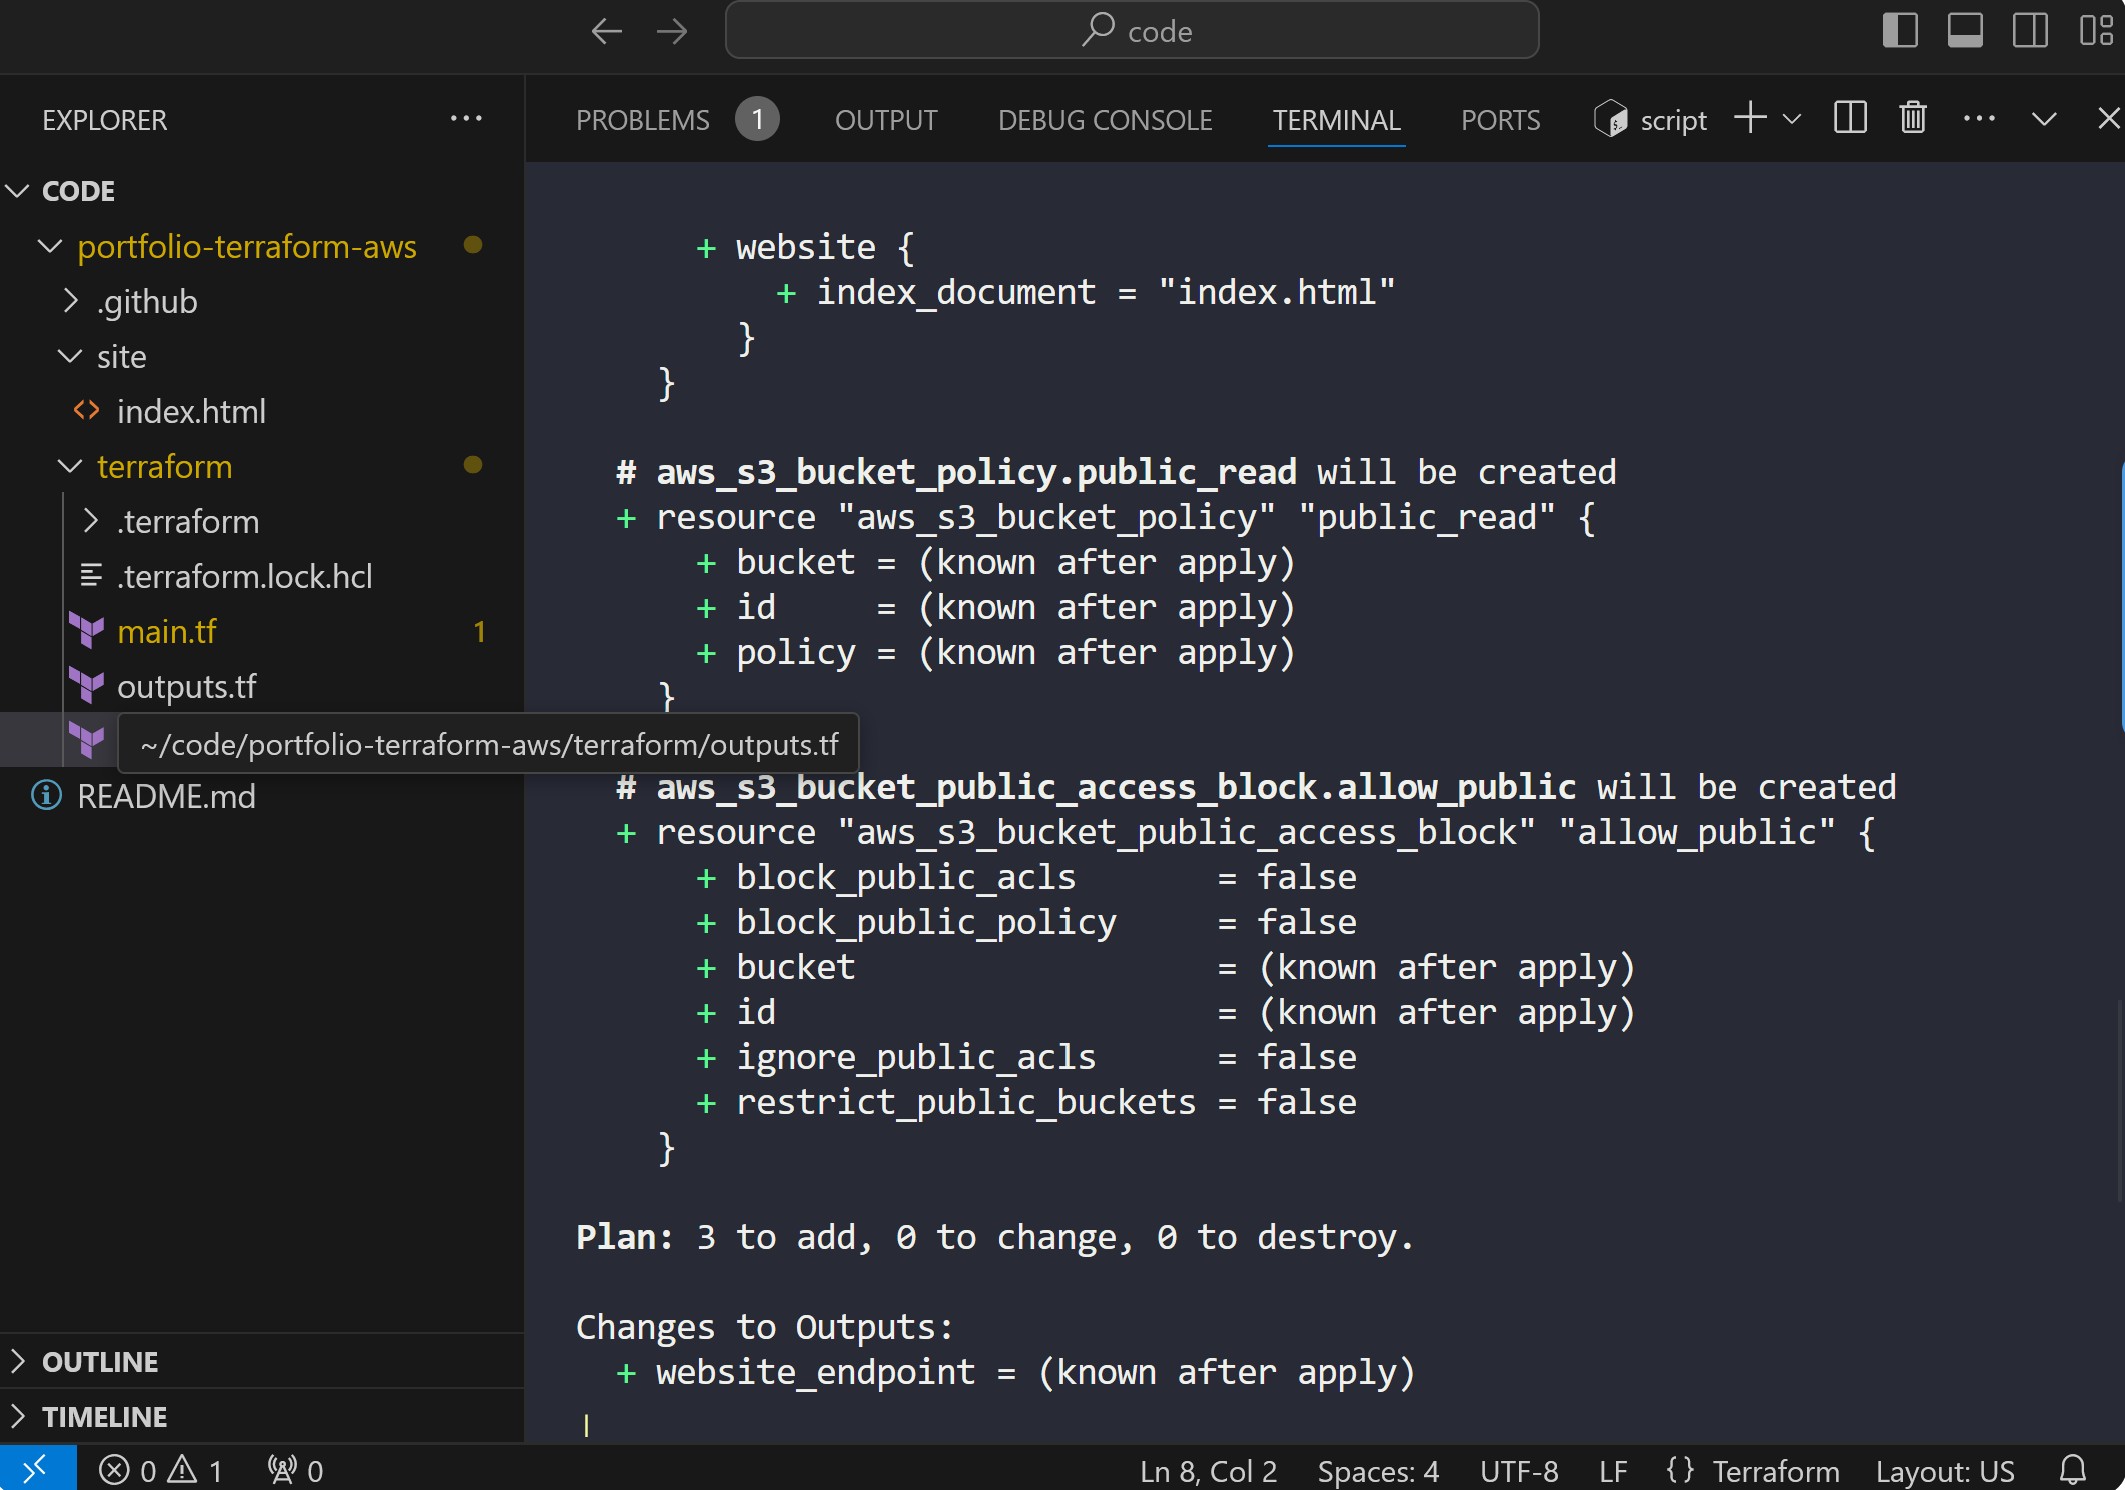 code
EXPLORER
PROBLEMS 1 OUTPUT DEBUG CONSOLE TERMINAL PORTS script
CODE
portfolio-terraform-aws
.github
site
index.html
terraform
.terraform
.terraform.lock.hcl
main.tf 1
outputs.tf
~/code/portfolio-terraform-aws/terraform/outputs.tf
README.md
OUTLINE
TIMELINE
+ website {
+ index_document = "index.html"
}
}
# aws_s3_bucket_policy.public_read will be created
+ resource "aws_s3_bucket_policy" "public_read" {
+ bucket = (known after apply)
+ id     = (known after apply)
+ policy = (known after apply)
}
# aws_s3_bucket_public_access_block.allow_public will be created
+ resource "aws_s3_bucket_public_access_block" "allow_public" {
+ block_public_acls       = false
+ block_public_policy     = false
+ bucket                  = (known after apply)
+ id                      = (known after apply)
+ ignore_public_acls      = false
+ restrict_public_buckets = false
}
Plan: 3 to add, 0 to change, 0 to destroy.
Changes to Outputs:
+ website_endpoint = (known after apply)
0 1 0 Ln 8, Col 2 Spaces: 4 UTF-8 LF {} Terraform Layout: US